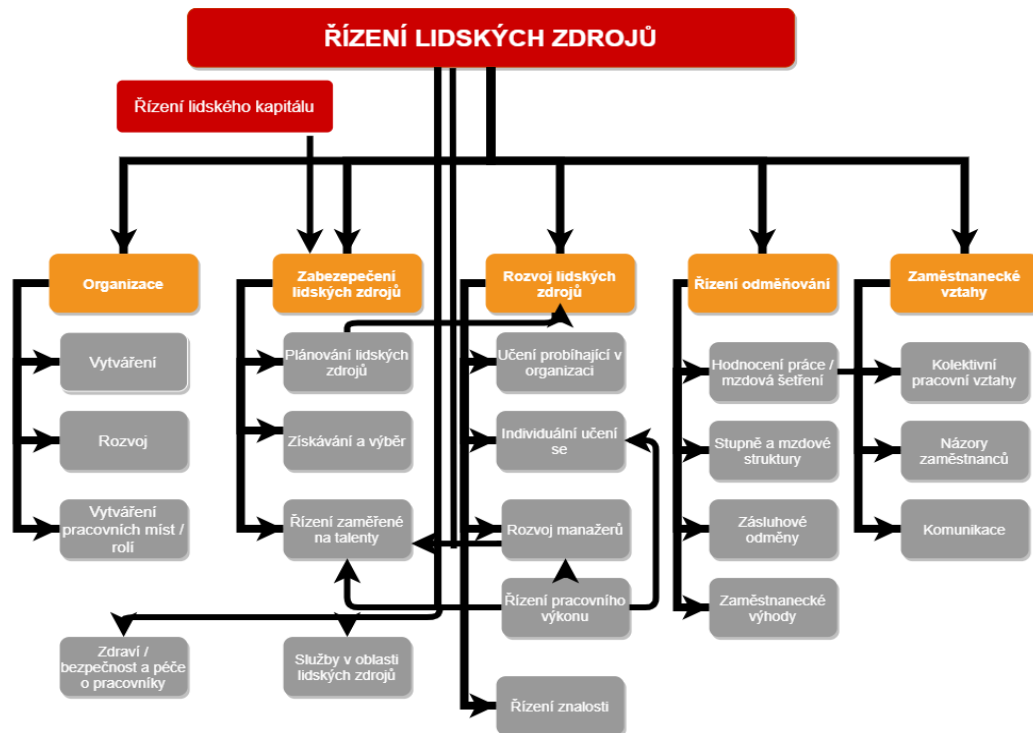 ŘÍZENÍ LIDSKÝCH ZDROJŮ
Řízení lidského kapitálu
Organizace
Zabezepečení
lidských zdrojů
Rozvoj lidských
zdrojů
Řízení odměňování
Zaměstnanecké
vztahy
Vytváření
Rozvoj
Vytváření
pracovních míst /
rolí
Plánování lidských
zdrojů
Získávání a výběr
Řízení zaměřené
na talenty
Učení probíhající v
organizaci
Individuální učení
se
Rozvoj manažerů
Řízení pracovního
výkonu
Řízení znalosti
Hodnocení práce /
mzdová šetření
Stupně a mzdové
struktury
Zásluhové
odměny
Zaměstnanecké
výhody
Kolektivní
pracovní vztahy
Názory
zaměstnanců
Komunikace
Zdraví /
bezpečnost a péče
o pracovníky
Služby v oblasti
lidských zdrojů